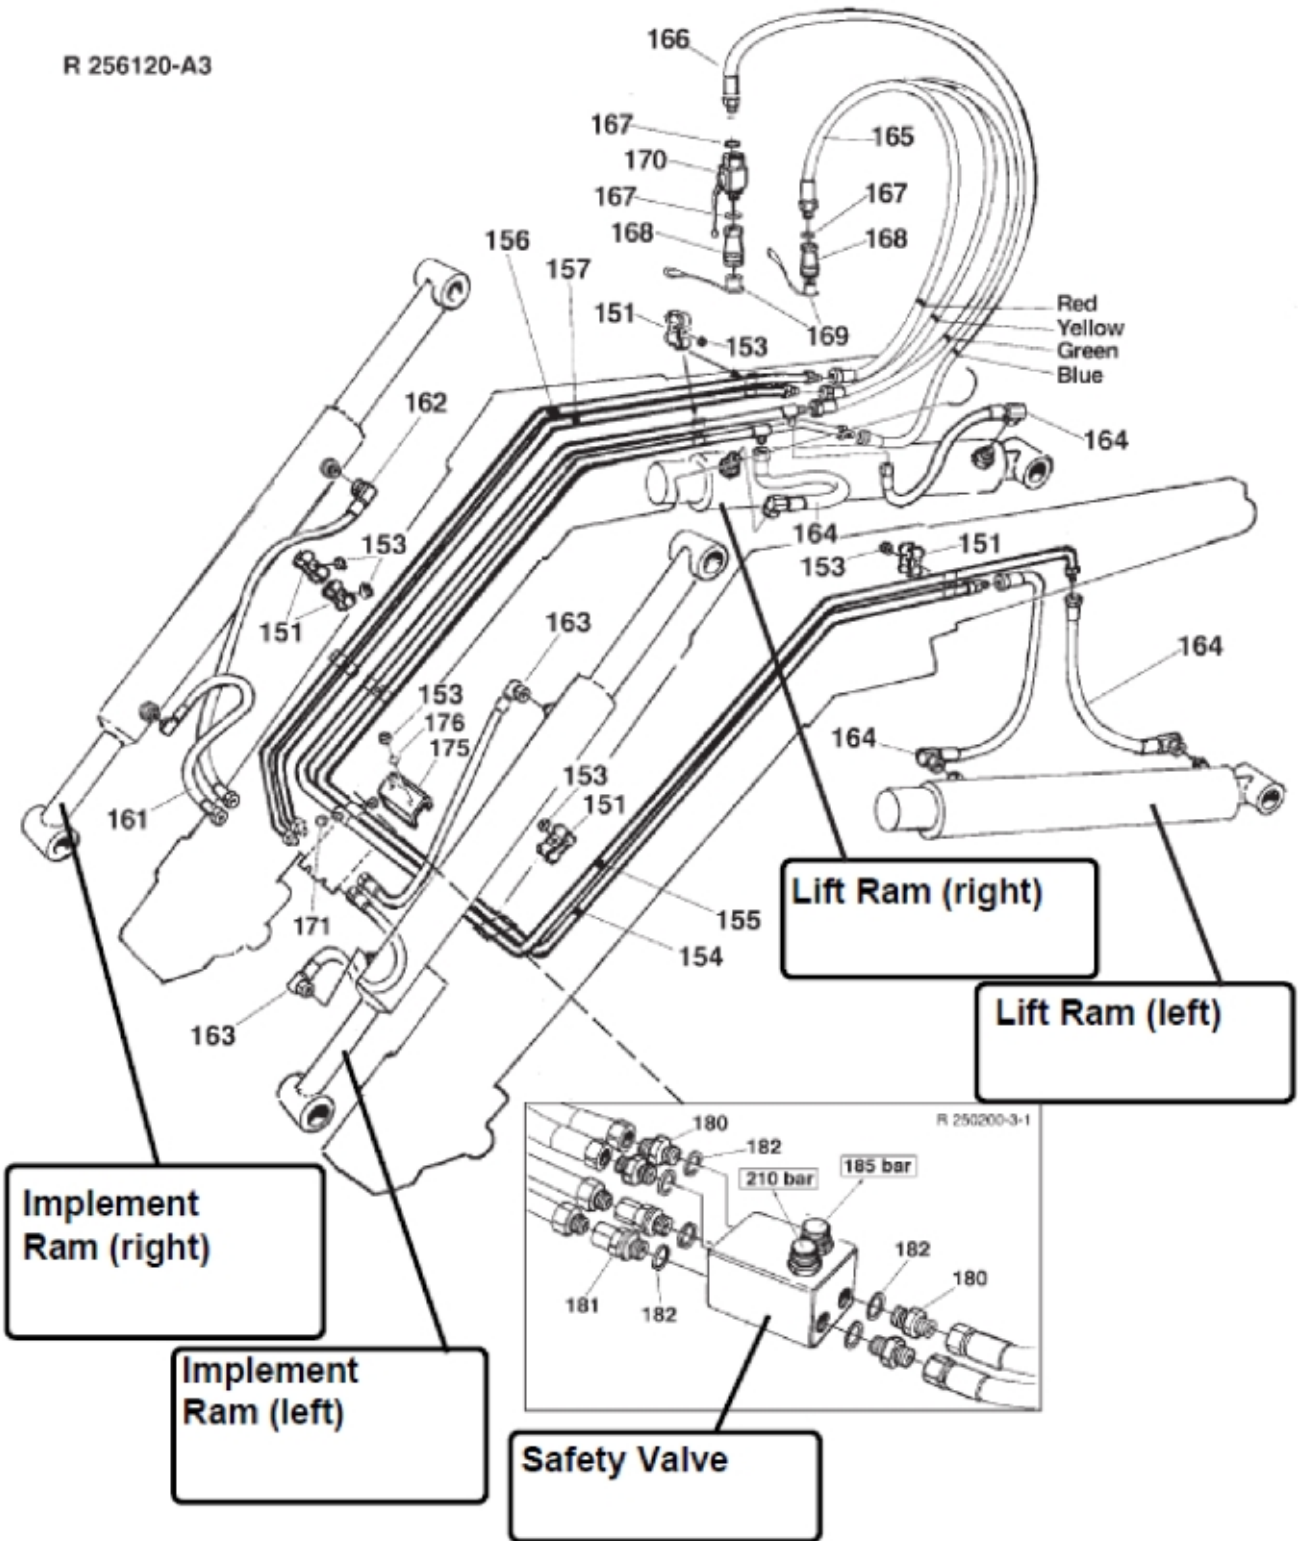 R 256120-A3
166
167
170
167
168
165
167
168
156
157
151
153
169
Red
Yellow
Green
Blue
162
164
153
151
164
153
151
163
164
153
176
175
164
153
151
161
171
155
154
163
Lift Ram (right)
Lift Ram (left)
R 250200-3-1
180
182
210 bar
185 bar
182
180
181
182
Implement
Ram (right)
Implement
Ram (left)
Safety Valve